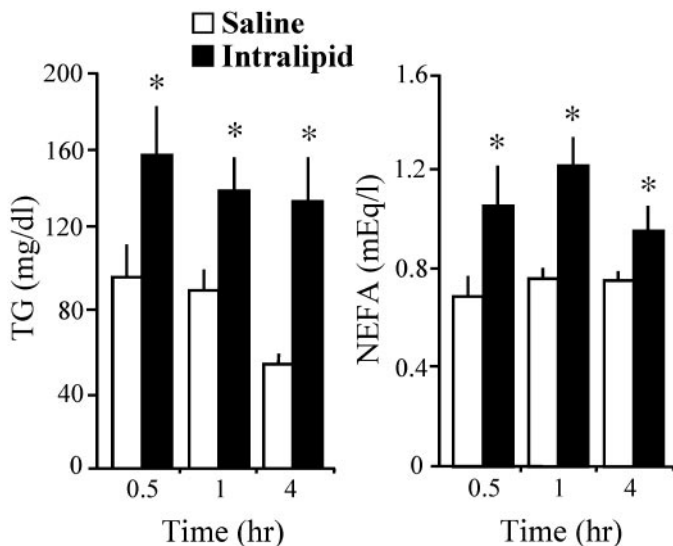 Saline
Intralipid
TG (mg/dl)
200
160
120
80
40
0
* * *
0.5 1 4
Time (hr)
NEFA (mEq/l)
1.6
1.2
0.8
0.4
0
* * *
0.5 1 4
Time (hr)